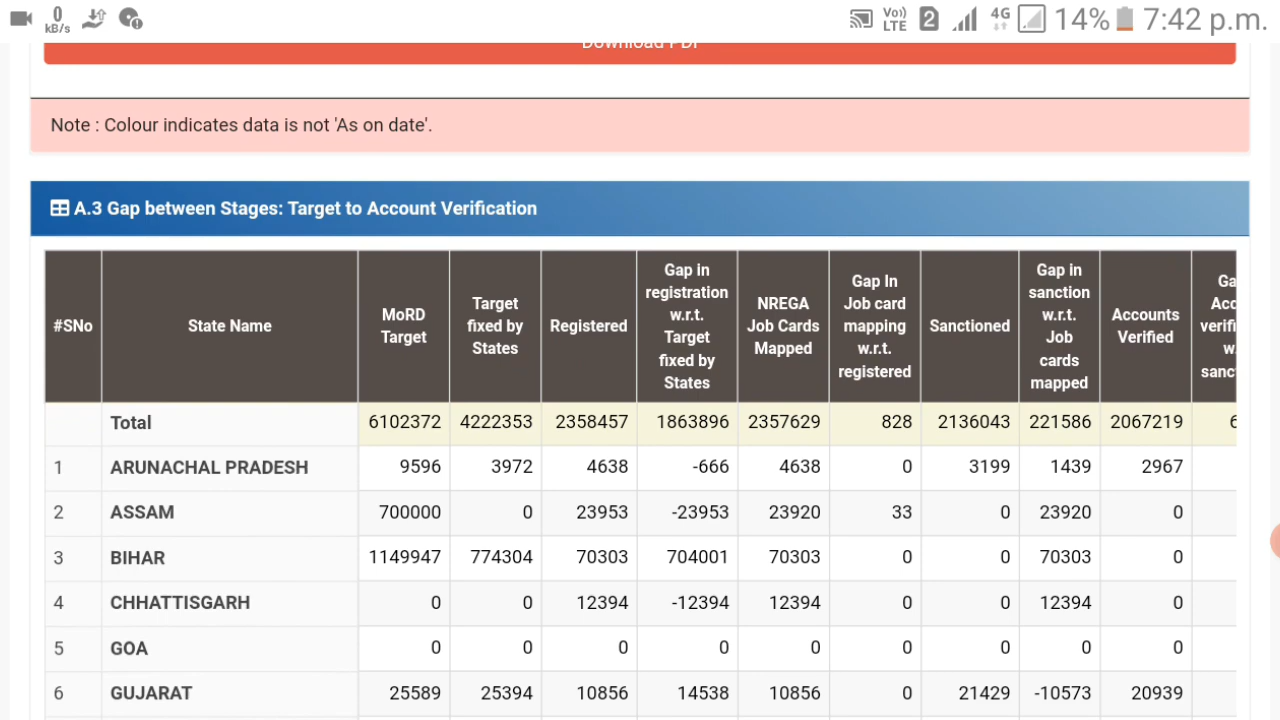 0 kB/s Vo) LTE 2 4G 14% 7:42 p.m.
Download PDF
Note : Colour indicates data is not 'As on date'.
A.3 Gap between Stages: Target to Account Verification
#SNo State Name MoRD Target Target fixed by States Registered Gap in registration w.r.t. Target fixed by States NREGA Job Cards Mapped Gap In Job card mapping w.r.t. registered Sanctioned Gap in sanction w.r.t. Job cards mapped Accounts Verified
Total 6102372 4222353 2358457 1863896 2357629 828 2136043 221586 2067219 6
1 ARUNACHAL PRADESH 9596 3972 4638 -666 4638 0 3199 1439 2967
2 ASSAM 700000 0 23953 -23953 23920 33 0 23920 0
3 BIHAR 1149947 774304 70303 704001 70303 0 0 70303 0
4 CHHATTISGARH 0 0 12394 -12394 12394 0 0 12394 0
5 GOA 0 0 0 0 0 0 0 0 0
6 GUJARAT 25589 25394 10856 14538 10856 0 21429 -10573 20939